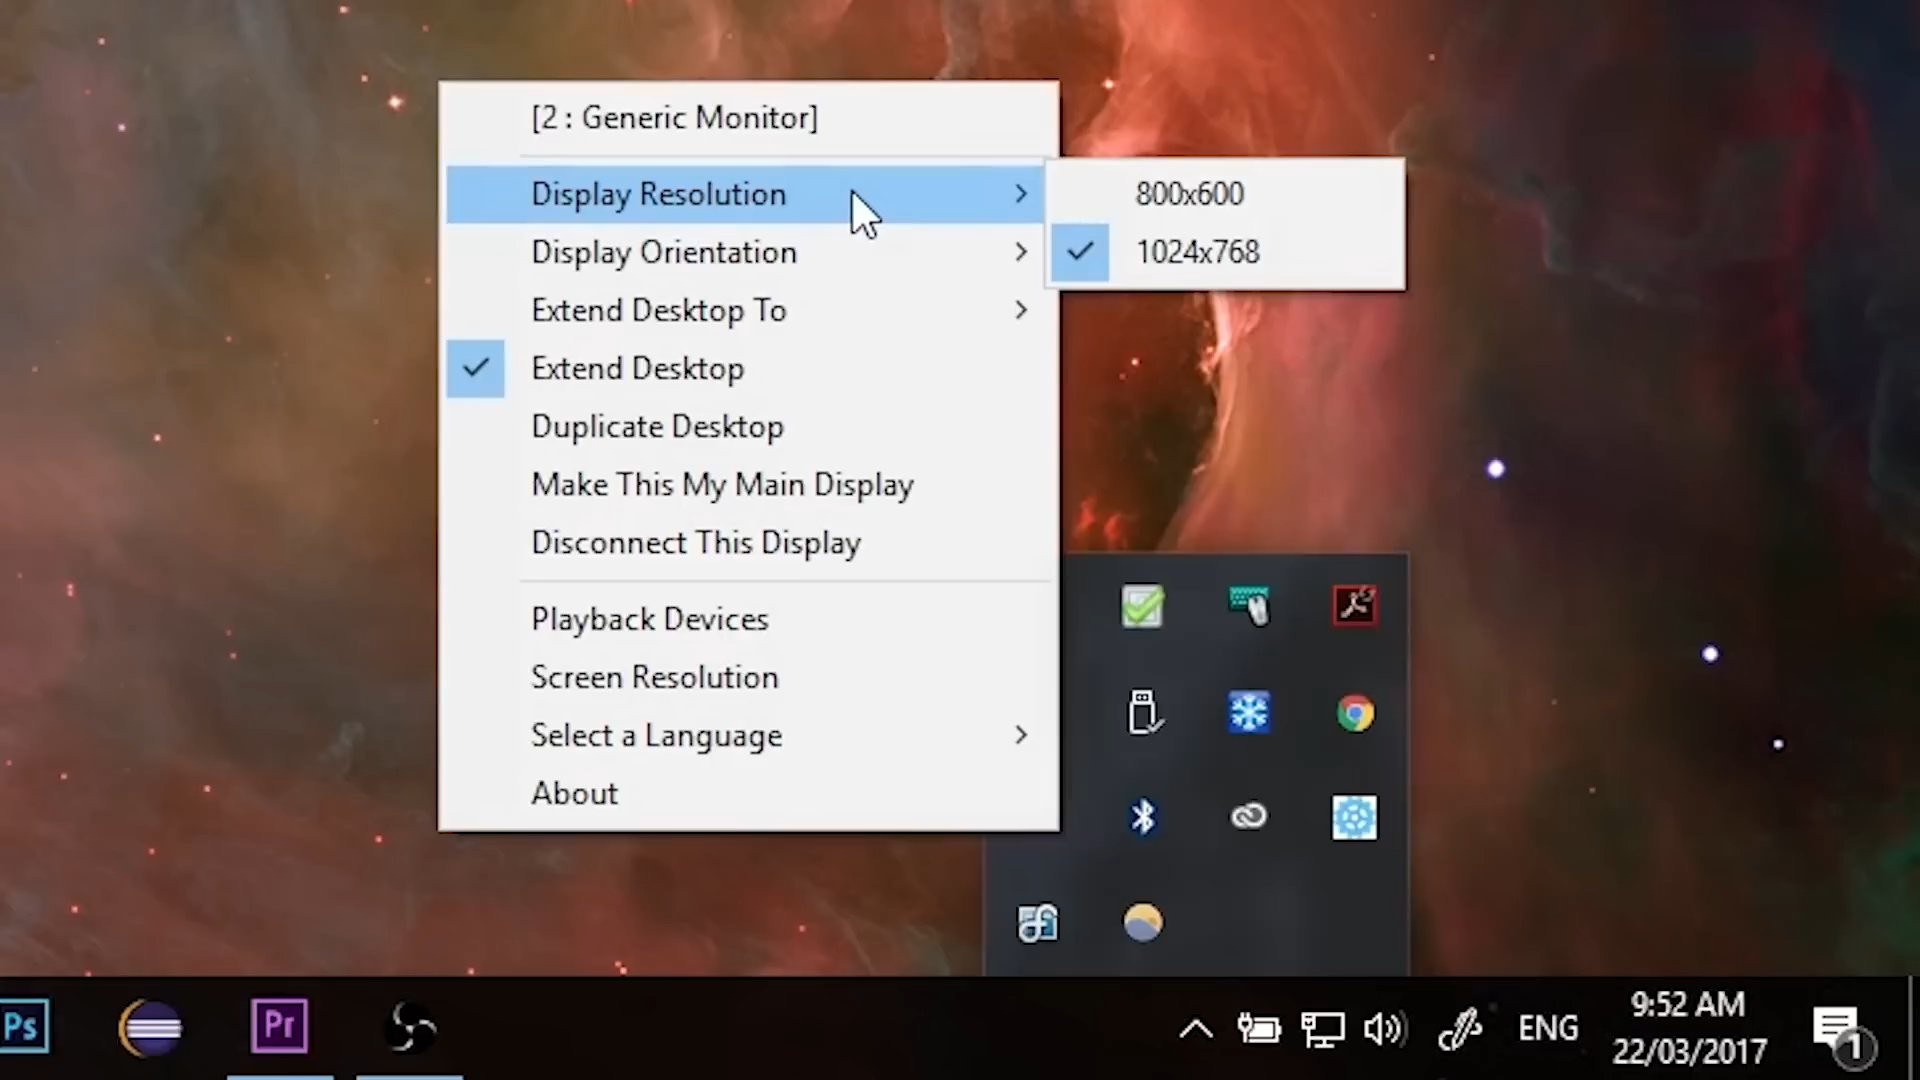 [2 : Generic Monitor]
Display Resolution
800x600
1024x768
Display Orientation
Extend Desktop To
Extend Desktop
Duplicate Desktop
Make This My Main Display
Disconnect This Display
Playback Devices
Screen Resolution
Select a Language
About
Ps
Pr
ENG
9:52 AM
22/03/2017
1